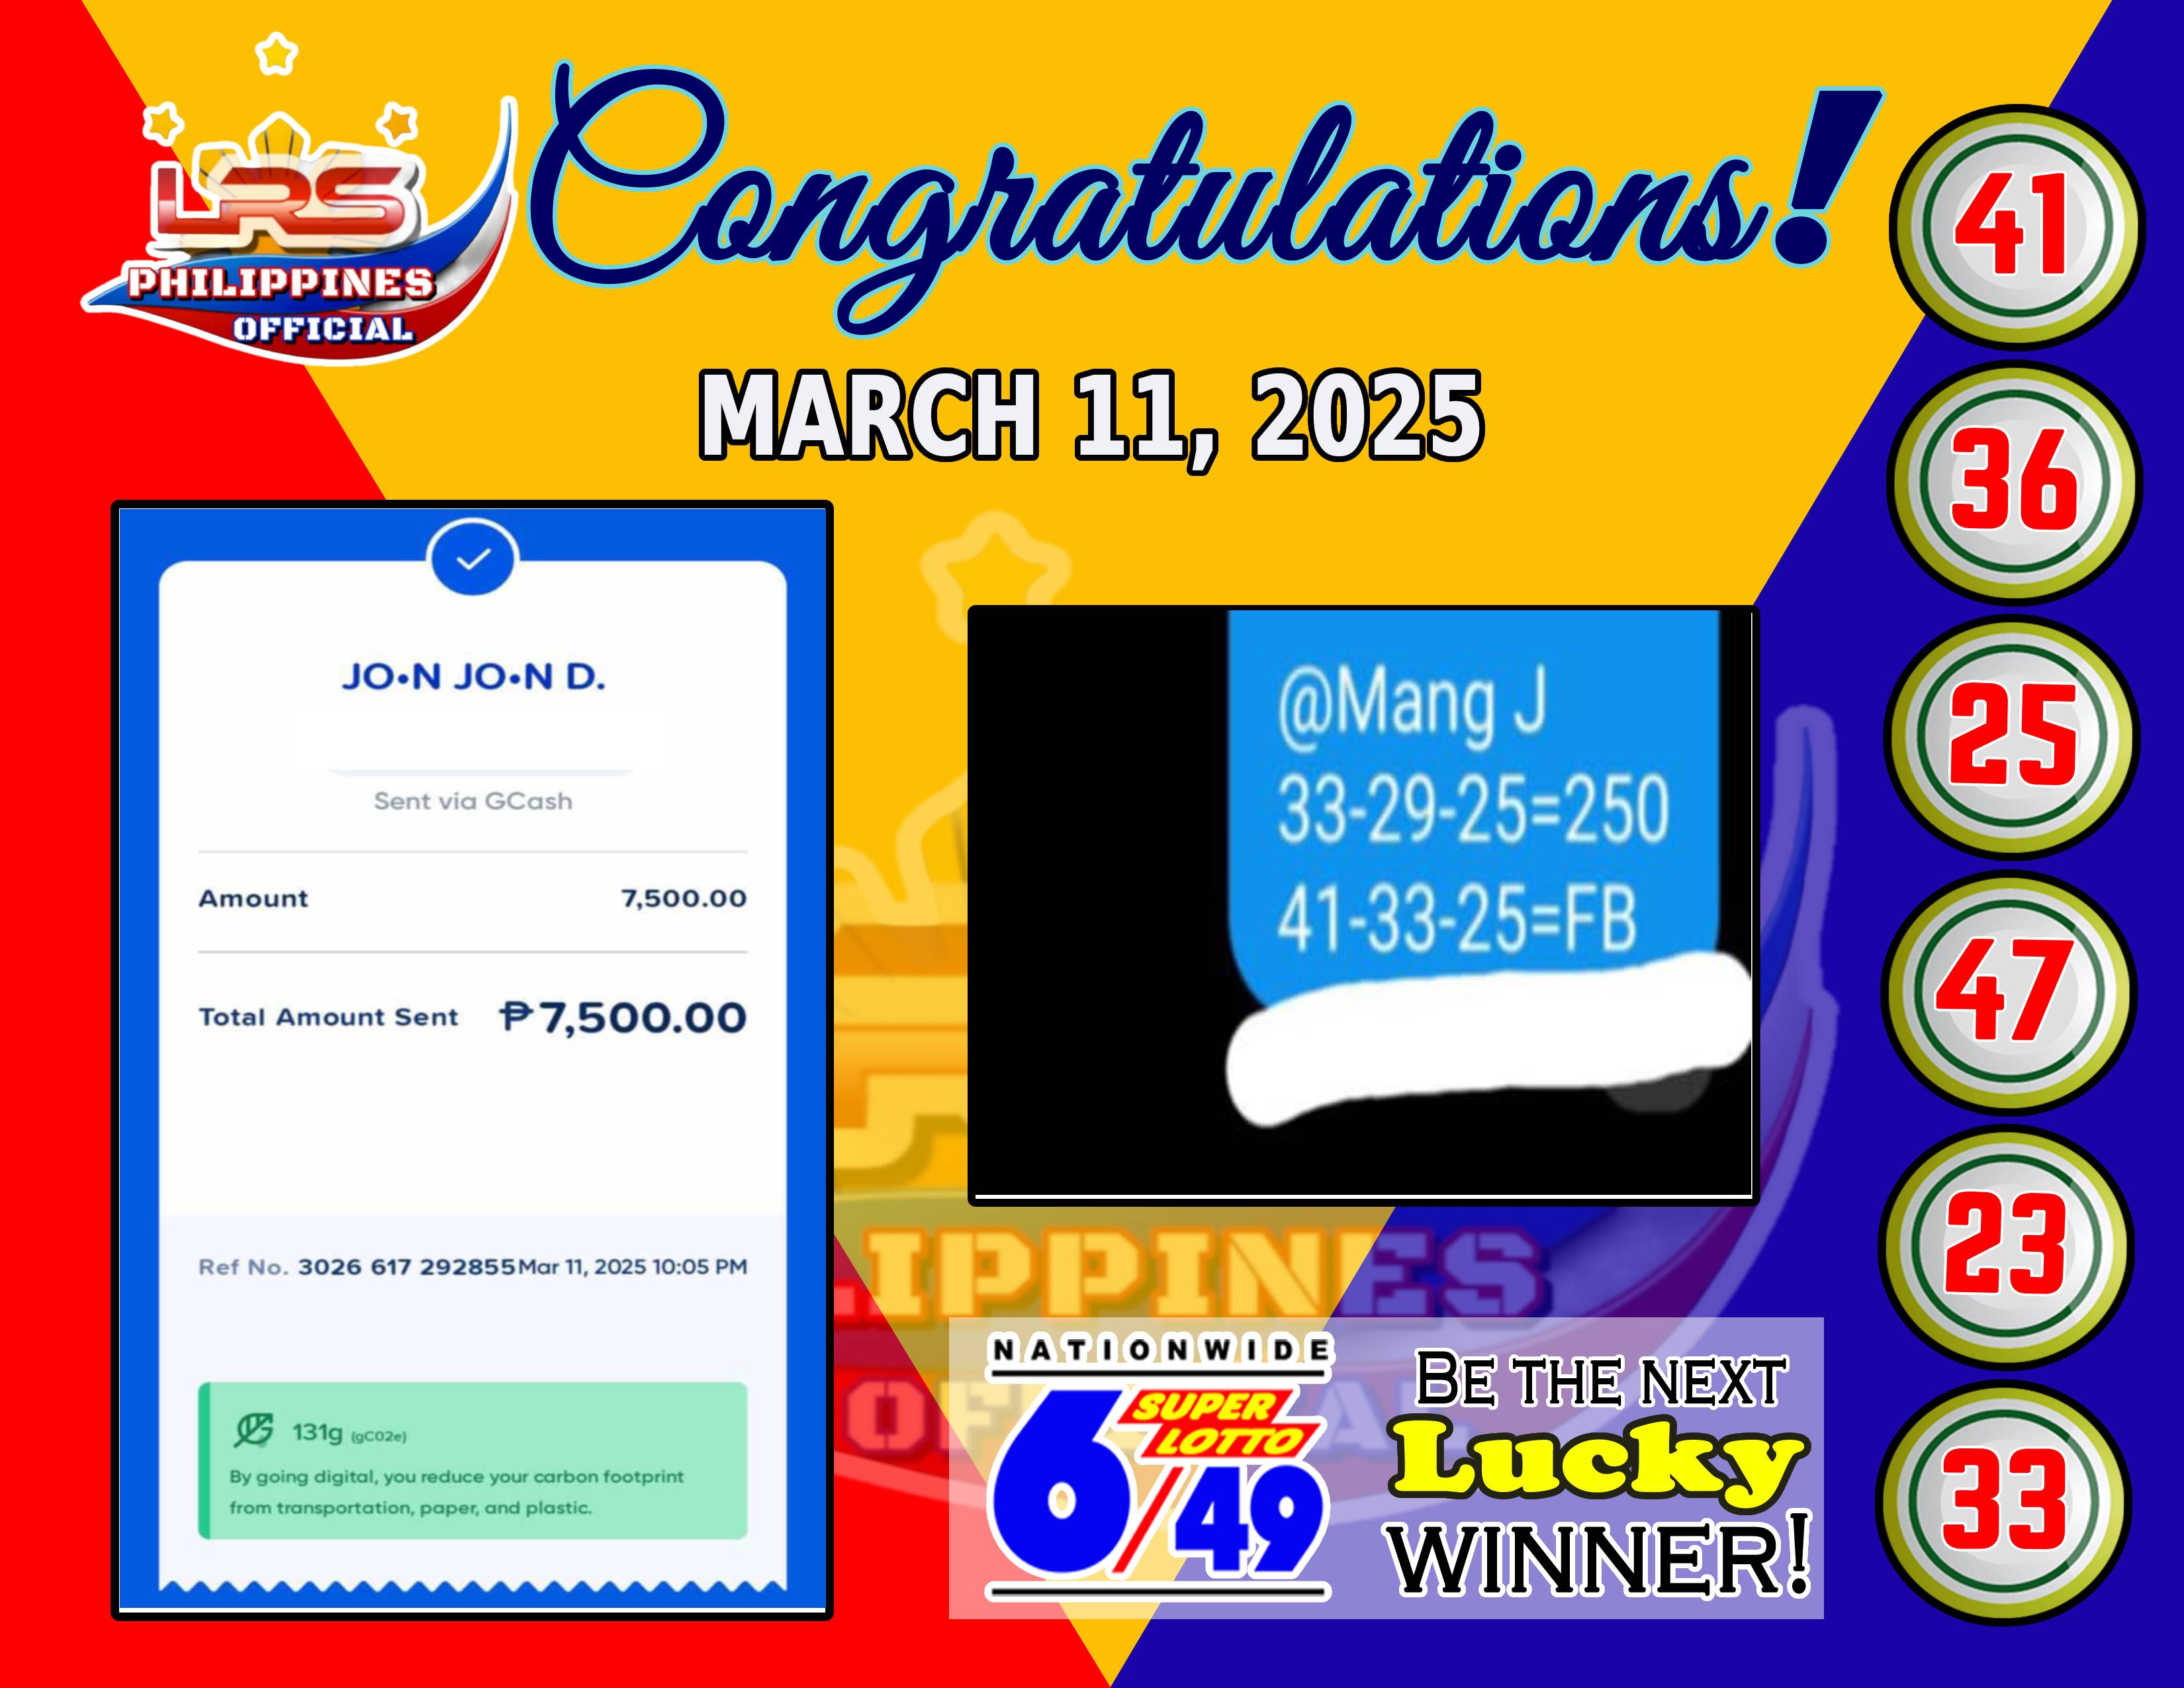 LRS
PHILIPPINES
OFFICIAL
Congratulations!
MARCH 11, 2025
JO•N JO•N D.
Sent via GCash
Amount 7,500.00
Total Amount Sent ₱7,500.00
Ref No. 3026 617 292855 Mar 11, 2025 10:05 PM
131g (gC02e)
By going digital, you reduce your carbon footprint
from transportation, paper, and plastic.
@Mang J
33-29-25=250
41-33-25=FB
NATIONWIDE
SUPER
LOTTO
6/49
BE THE NEXT
Lucky
WINNER!
41
36
25
47
23
33